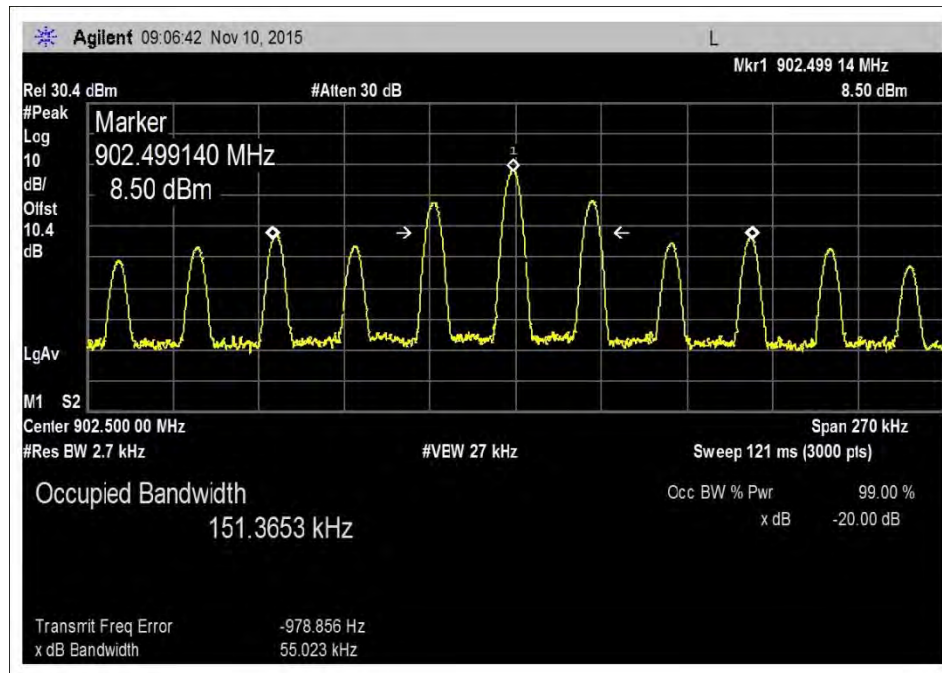 Agilent 09:06:42 Nov 10, 2015 L
Mkr1 902.499 14 MHz
Ref 30.4 dBm #Atten 30 dB 8.50 dBm
#Peak
Log
10
dB/
Offst
10.4
dB
Marker
902.499140 MHz
8.50 dBm
1
LgAv
M1 S2
Center 902.500 00 MHz Span 270 kHz
#Res BW 2.7 kHz #VBW 27 kHz Sweep 121 ms (3000 pts)
Occupied Bandwidth Occ BW % Pwr 99.00 %
151.3653 kHz x dB -20.00 dB
Transmit Freq Error -978.856 Hz
x dB Bandwidth 55.023 kHz